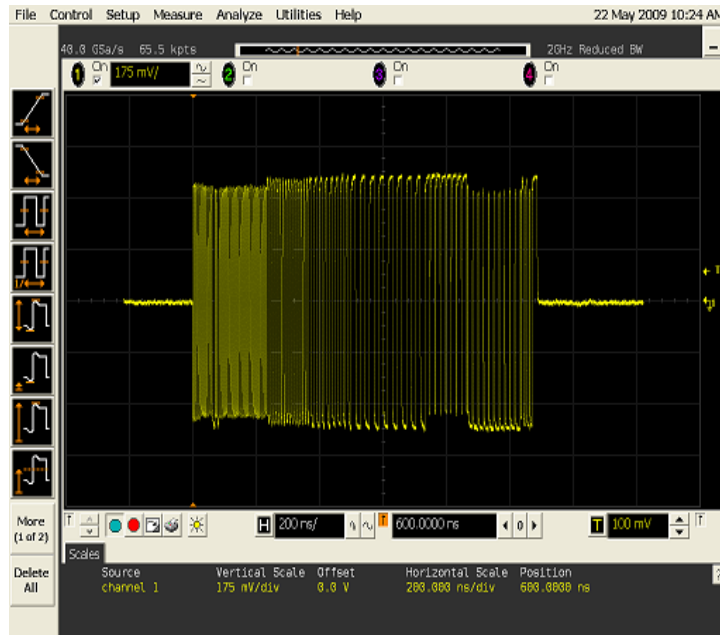 File Control Setup Measure Analyze Utilities Help 22 May 2009 10:24 AM
40.0 GSa/s 65.5 kpts 2GHz Reduced BW
1 On 175 mV/ 2 On 3 On 4 On
T
1
1/
More
(1 of 2)
Delete
All
H 200 ns/ 600.0000 ns 0 T 100 mV
Scales
Source Vertical Scale Offset Horizontal Scale Position
channel 1 175 mV/div 0.0 V 200.000 ns/div 600.0000 ns